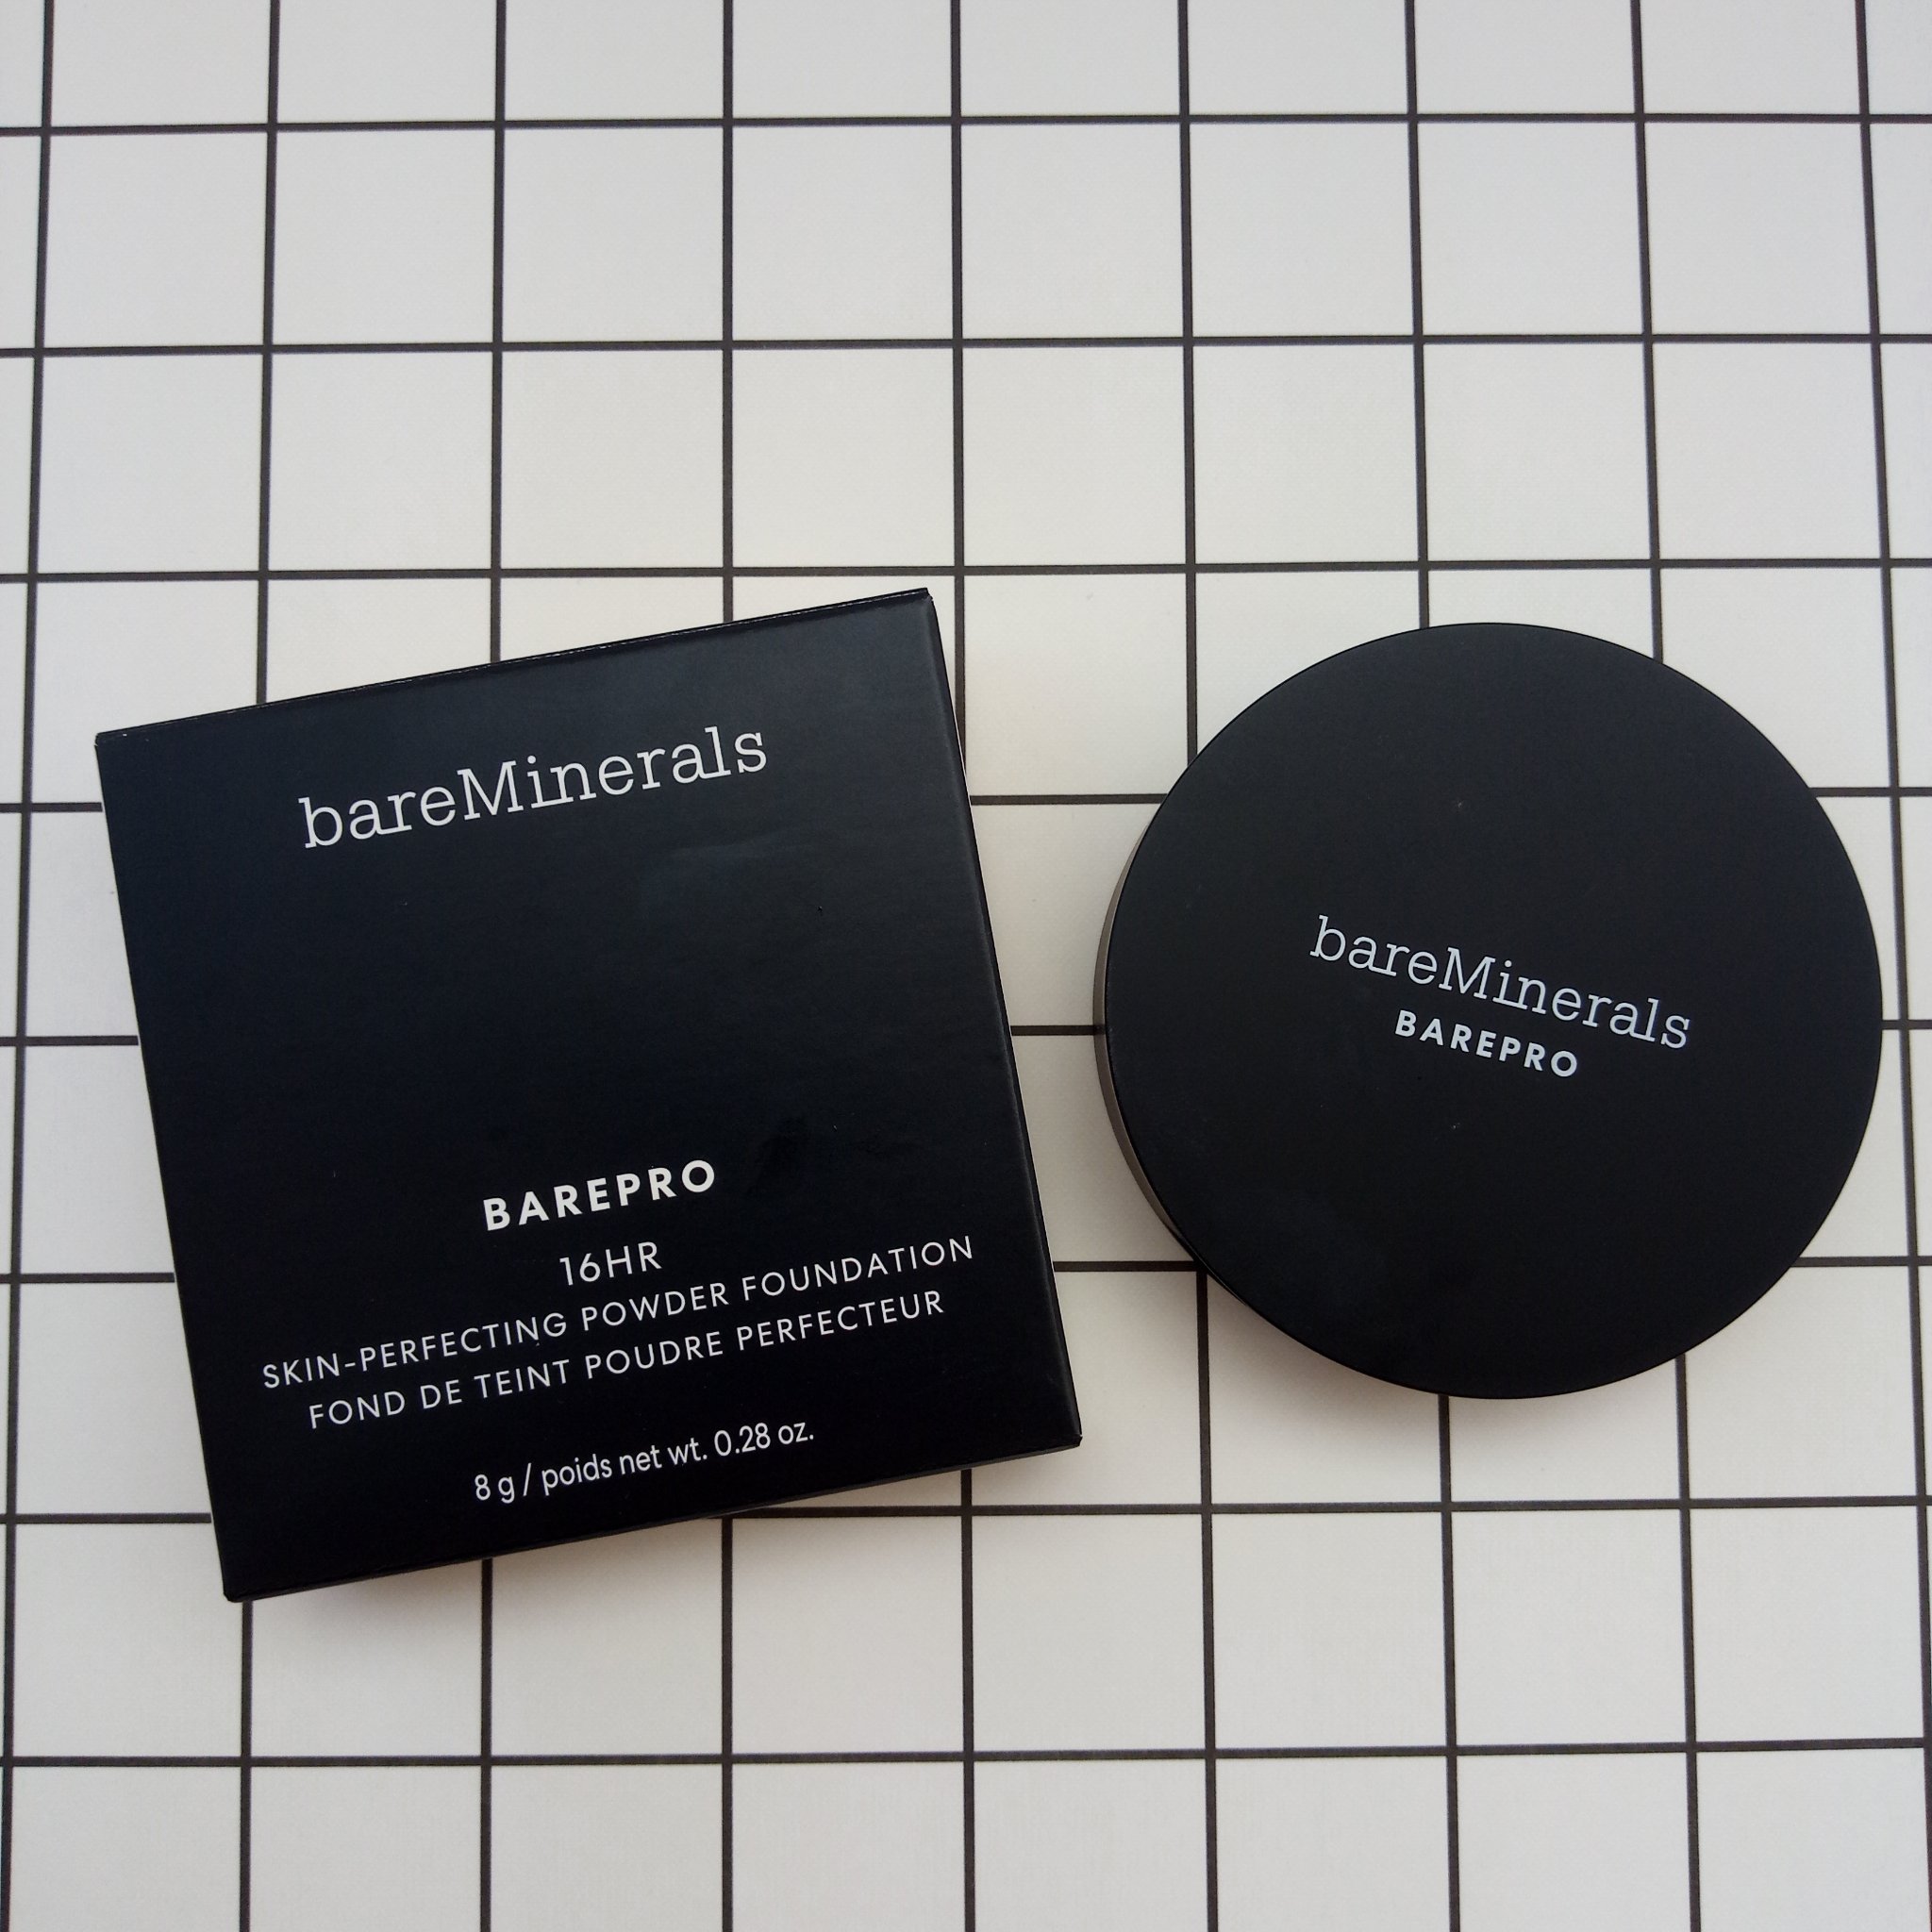 bareMinerals
BAREPRO
16HR
SKIN-PERFECTING POWDER FOUNDATION
FOND DE TEINT POUDRE PERFECTEUR
8 g / poids net wt. 0.28 oz.
bareMinerals
BAREPRO